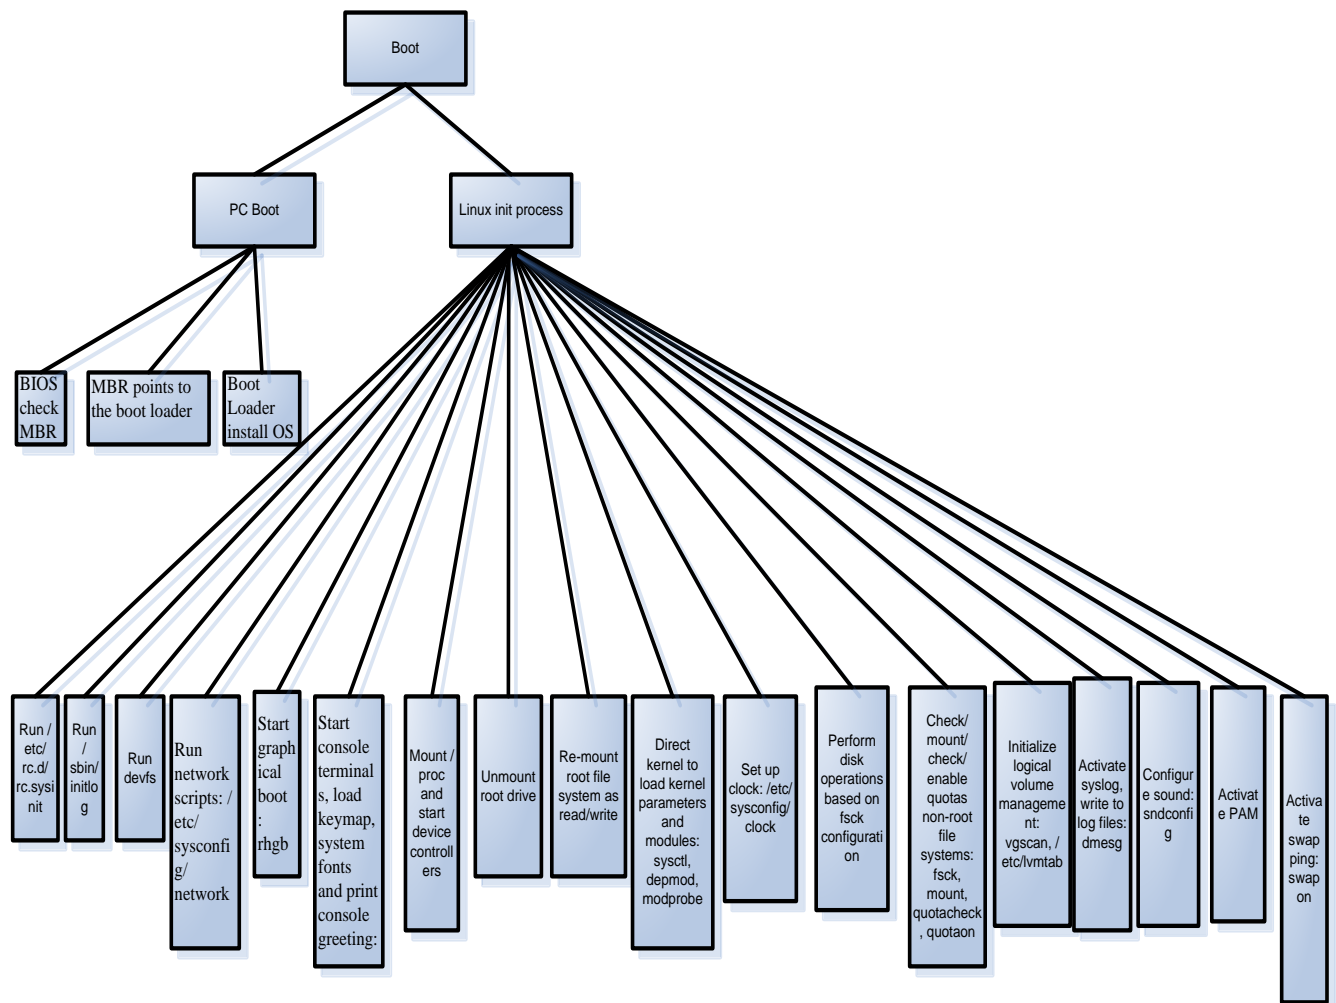 Boot
PC Boot
Linux init process
BIOS
check
MBR
MBR points to
the boot loader
Boot
Loader
install OS
Run /
etc/
rc.d/
rc.sysi
nit
Run
/
sbin/
initlog
Run
devfs
Run
network
scripts: /
etc/
sysconfi
g/
network
Start
graph
ical
boot
:
rhgb
Start
console
terminal
s, load
keymap,
system
fonts
and print
console
greeting:
Mount /
proc
and
start
device
controll
ers
Unmount
root drive
Re-mount
root file
system as
read/write
Direct
kernel to
load kernel
parameters
and
modules:
sysctl,
depmod,
modprobe
Set up
clock: /etc/
sysconfig/
clock
Perform
disk
operations
based on
fsck
configurati
on
Check/
mount/
check/
enable
quotas
non-root
file
systems:
fsck,
mount,
quotacheck
, quotaon
Initialize
logical
volume
manageme
nt:
vgscan, /
etc/lvmtab
Activate
syslog,
write to
log files:
dmesg
Configur
e sound:
sndconfi
g
Activat
e PAM
Activa
te
swap
ping:
swap
on